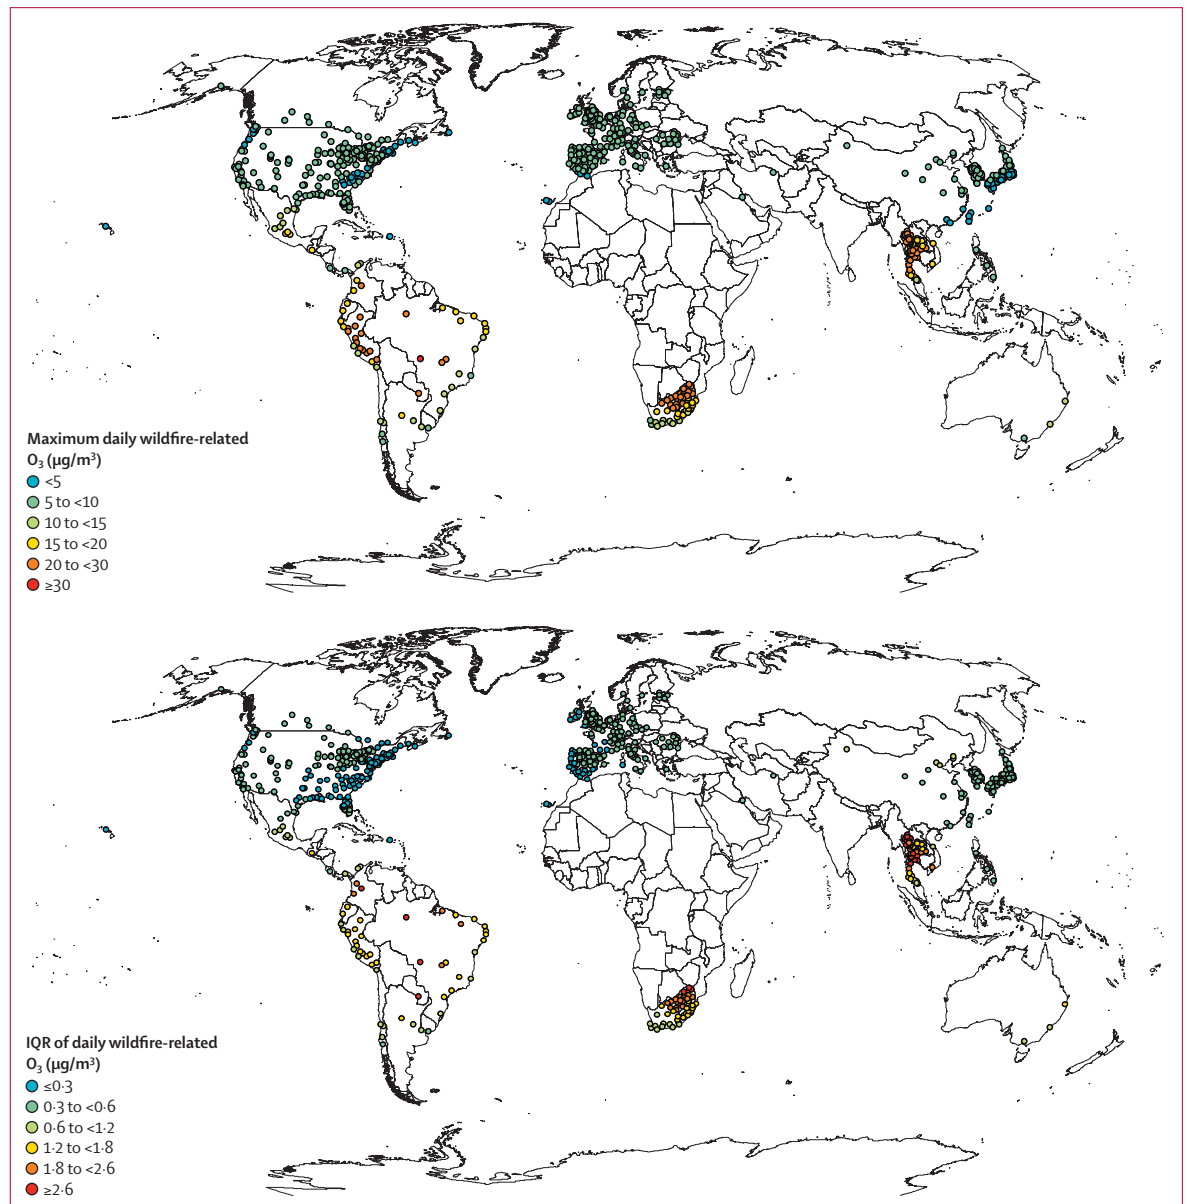 Maximum daily wildfire-related
O₃ (µg/m³)
<5
5 to <10
10 to <15
15 to <20
20 to <30
≥30
IQR of daily wildfire-related
O₃ (µg/m³)
≤0·3
0·3 to <0·6
0·6 to <1·2
1·2 to <1·8
1·8 to <2·6
≥2·6